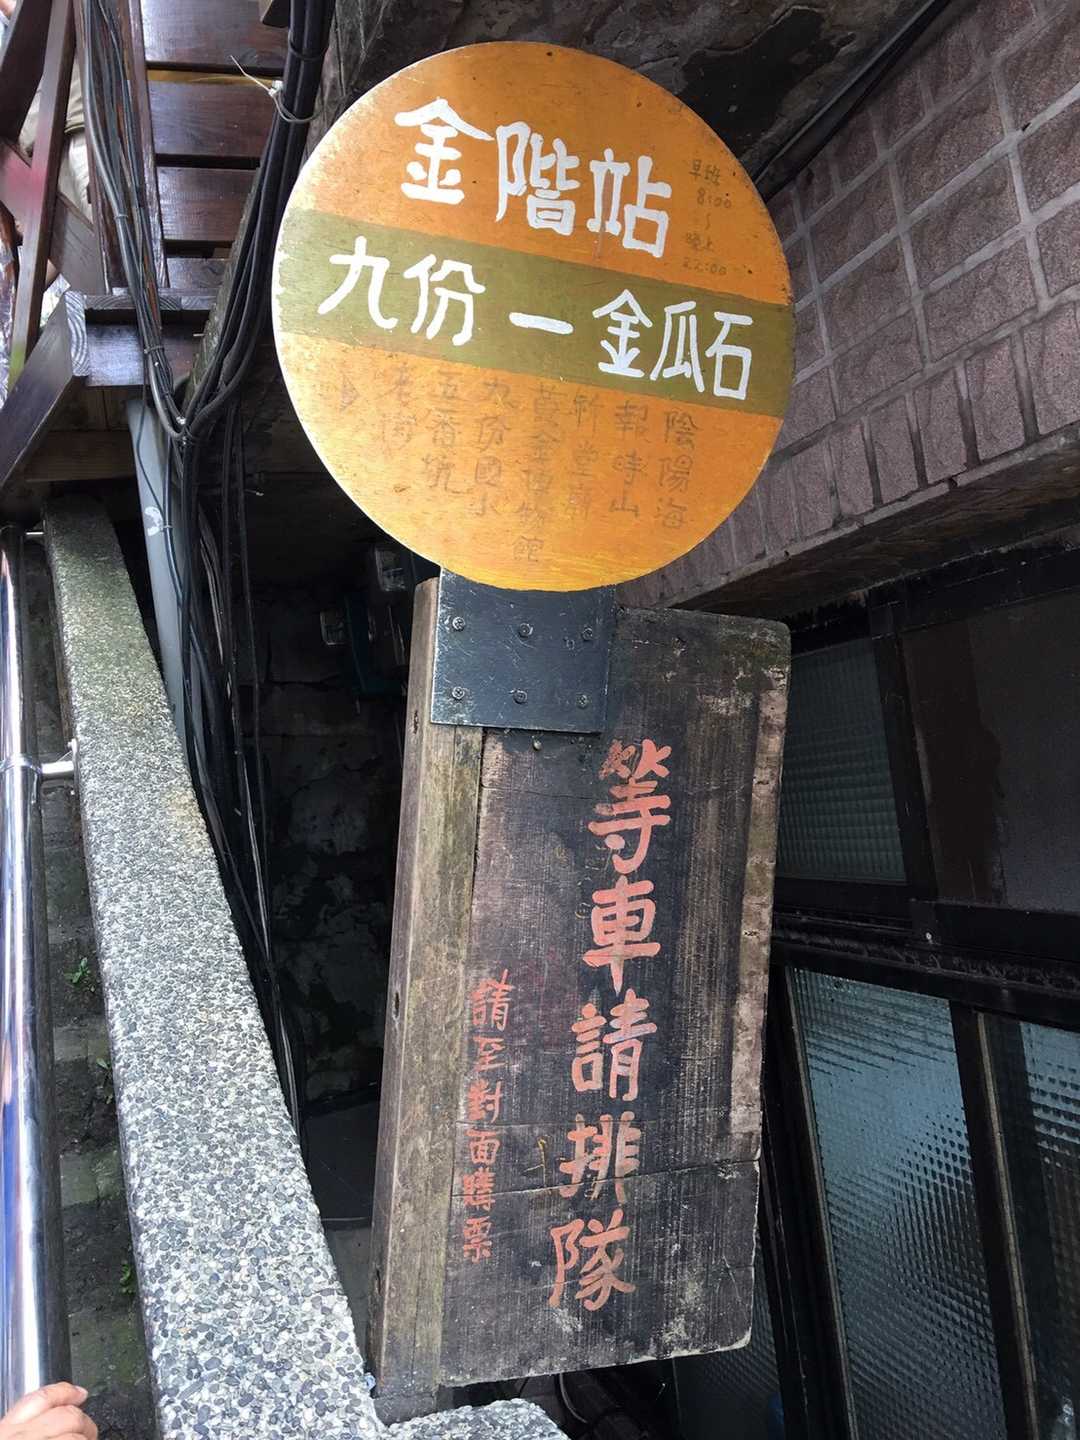 金階站
早班
8:00
~
晚上
22:00
九份－金瓜石
陰陽海
報時山
祈堂廟
黃金博物館
九份國小
五番坑
老街
等車請排隊
請至對面購票